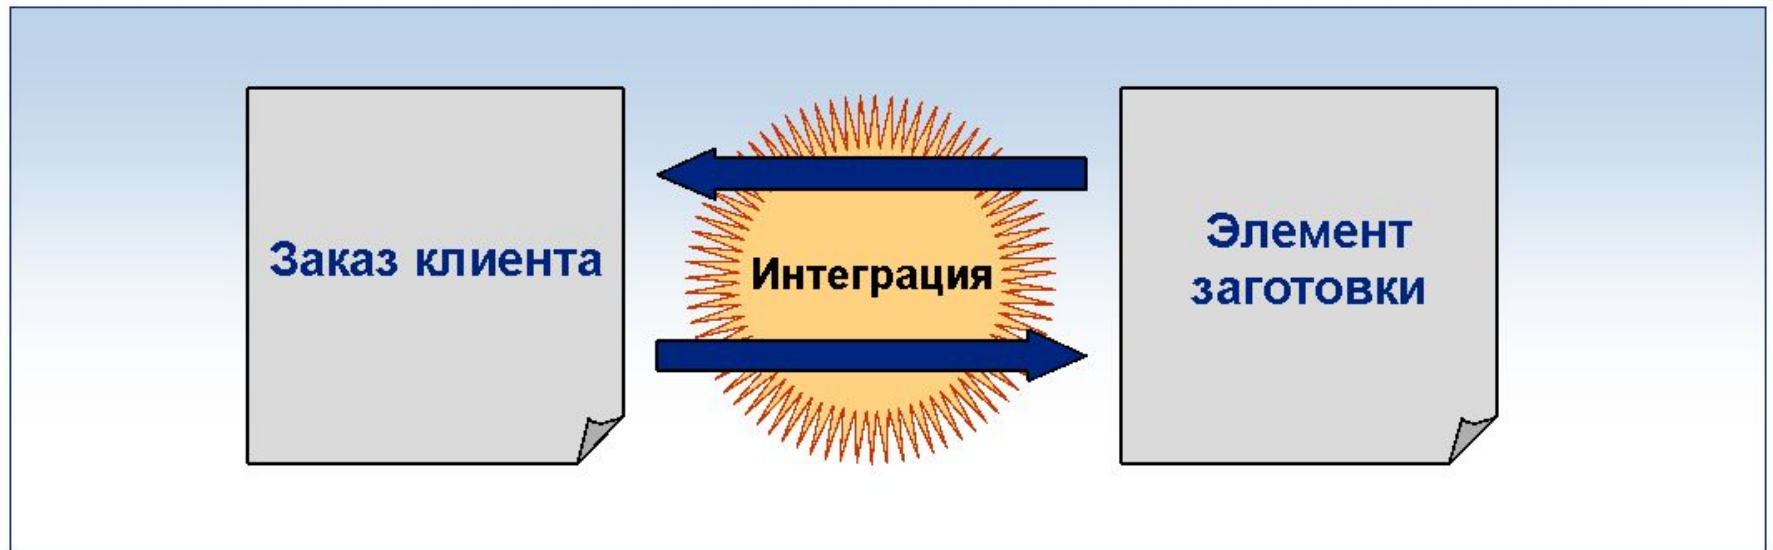 Заказ клиента
Интеграция
Элемент
заготовки